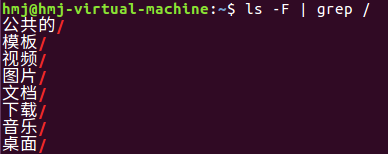 hmj@hmj-virtual-machine:~$ ls -F | grep /
公共的/
模板/
视频/
图片/
文档/
下载/
音乐/
桌面/